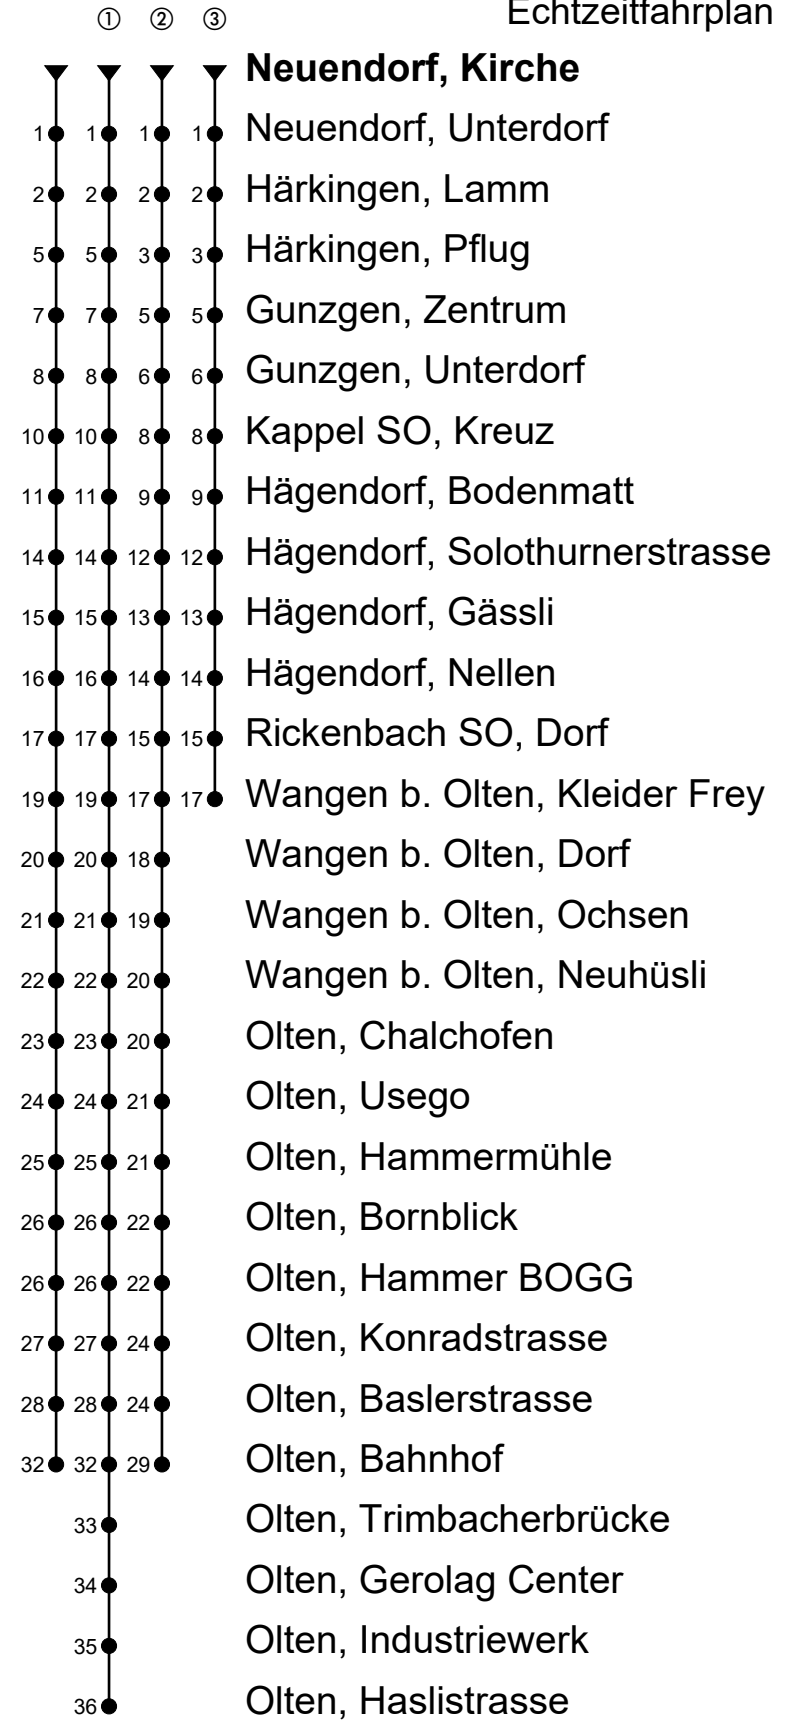 ① ② ③ Echtzeitfahrplan
Neuendorf, Kirche
1 1 1 1 Neuendorf, Unterdorf
2 2 2 2 Härkingen, Lamm
5 5 3 3 Härkingen, Pflug
7 7 5 5 Gunzgen, Zentrum
8 8 6 6 Gunzgen, Unterdorf
10 10 8 8 Kappel SO, Kreuz
11 11 9 9 Hägendorf, Bodenmatt
14 14 12 12 Hägendorf, Solothurnerstrasse
15 15 13 13 Hägendorf, Gässli
16 16 14 14 Hägendorf, Nellen
17 17 15 15 Rickenbach SO, Dorf
19 19 17 17 Wangen b. Olten, Kleider Frey
20 20 18 Wangen b. Olten, Dorf
21 21 19 Wangen b. Olten, Ochsen
22 22 20 Wangen b. Olten, Neuhüsli
23 23 20 Olten, Chalchofen
24 24 21 Olten, Usego
25 25 21 Olten, Hammermühle
26 26 22 Olten, Bornblick
26 26 22 Olten, Hammer BOGG
27 27 24 Olten, Konradstrasse
28 28 24 Olten, Baslerstrasse
32 32 29 Olten, Bahnhof
33 Olten, Trimbacherbrücke
34 Olten, Gerolag Center
35 Olten, Industriewerk
36 Olten, Haslistrasse